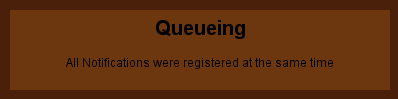 Queueing
All Notifications were registered at the same time